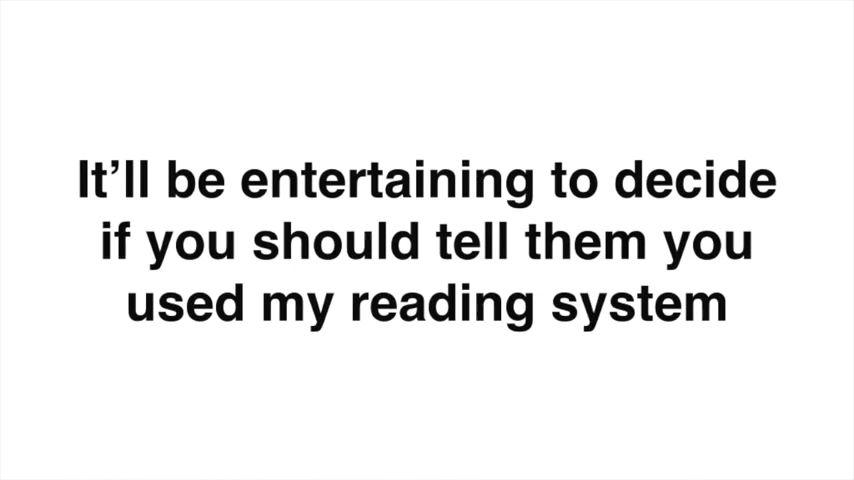 It’ll be entertaining to decide
if you should tell them you
used my reading system